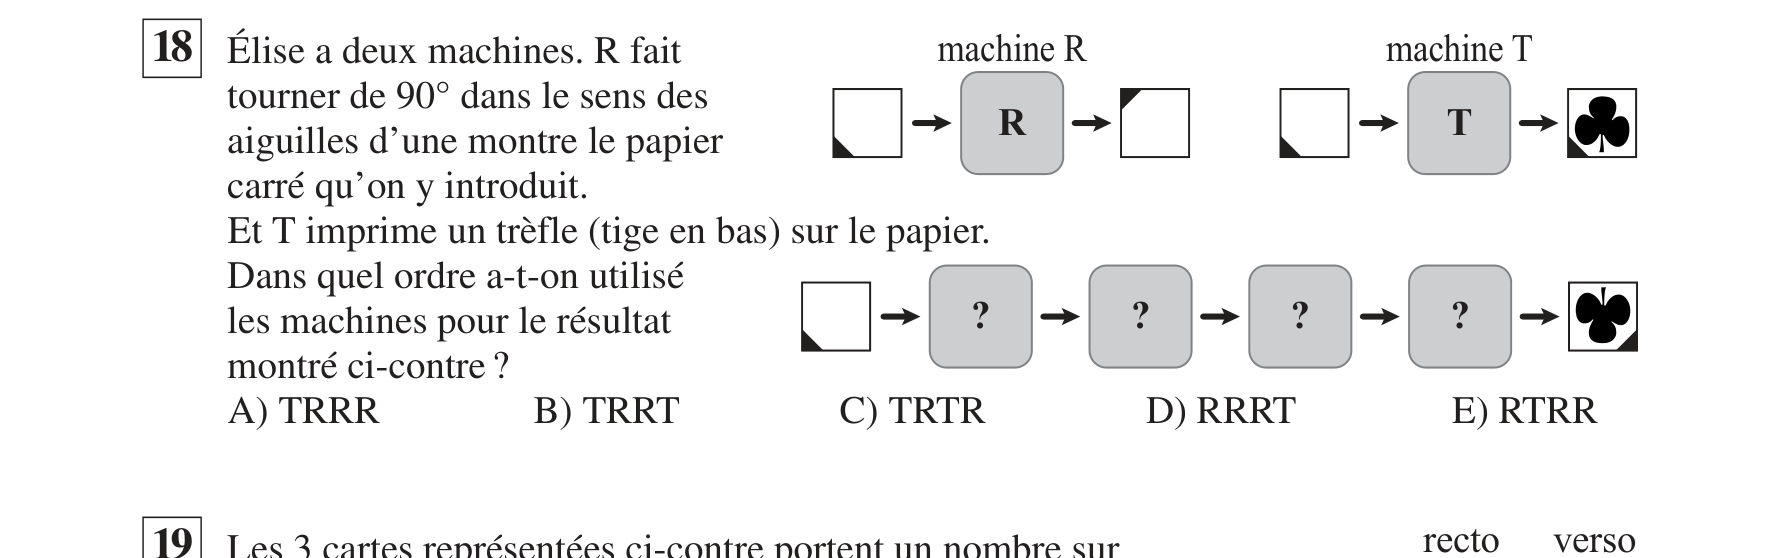 18 Élise a deux machines. R fait
tourner de 90° dans le sens des
aiguilles d’une montre le papier
carré qu’on y introduit.
Et T imprime un trèfle (tige en bas) sur le papier.
Dans quel ordre a-t-on utilisé
les machines pour le résultat
montré ci-contre ?
machine R machine T
R T
? ? ? ?
A) TRRR B) TRRT C) TRTR D) RRRT E) RTRR
19 Les 3 cartes représentées ci-contre portent un nombre sur
recto verso